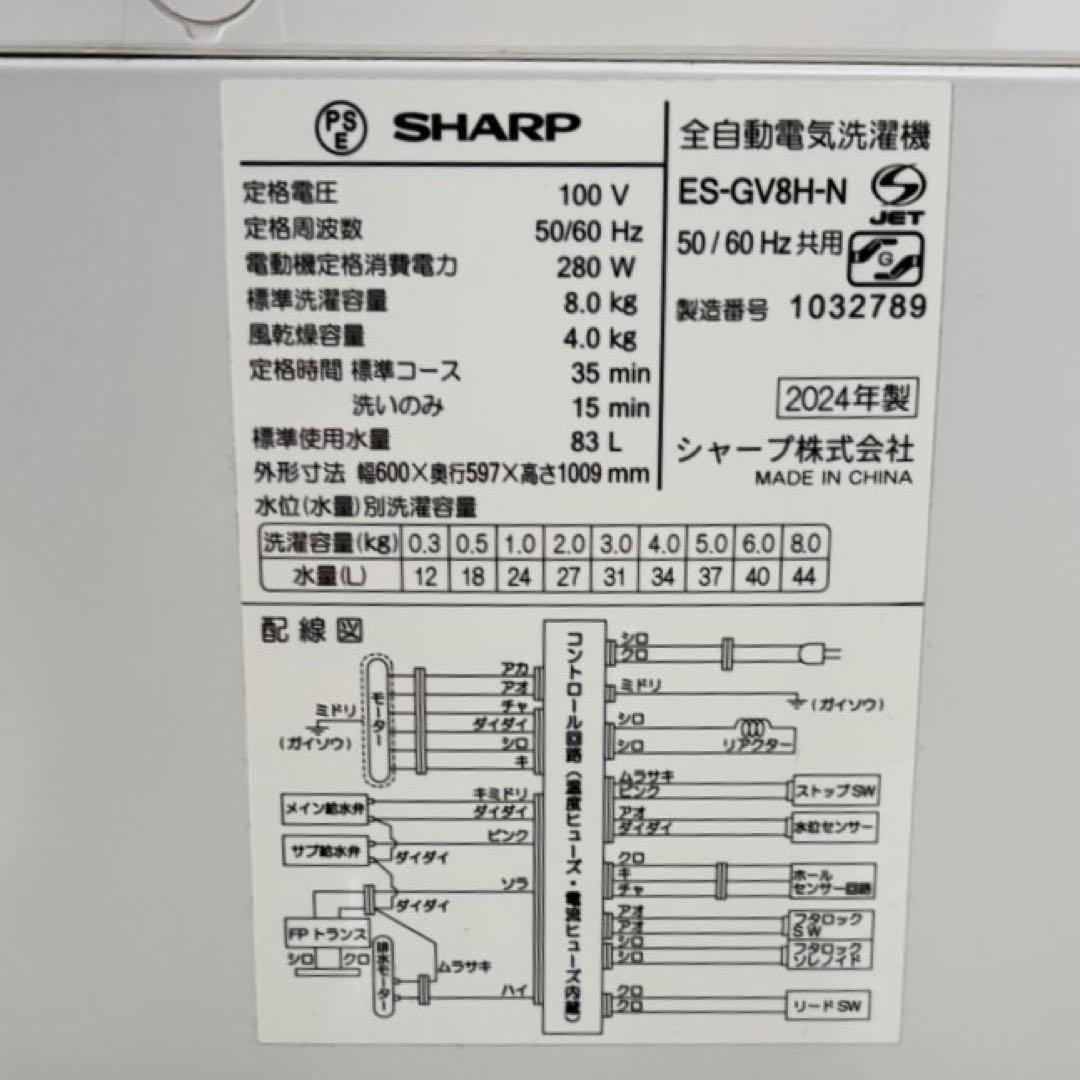 PSE SHARP
定格電圧 100 V
定格周波数 50/60 Hz
電動機定格消費電力 280 W
標準洗濯容量 8.0 kg
風乾燥容量 4.0 kg
定格時間 標準コース 35 min
洗いのみ 15 min
標準使用水量 83 L
外形寸法 幅600×奥行597×高さ1009 mm
全自動電気洗濯機
ES-GV8H-N
JET
50/60 Hz 共用
G
製造番号 1032789
2024年製
シャープ株式会社
MADE IN CHINA
水位(水量)別洗濯容量
洗濯容量(kg) 0.3 0.5 1.0 2.0 3.0 4.0 5.0 6.0 8.0
水量(L) 12 18 24 27 31 34 37 40 44
配線図
モーター
ミドリ
(ガイソウ)
アカ
アオ
チャ
ダイダイ
シロ
キ
メイン給水弁
キミドリ
ダイダイ
サブ給水弁
ピンク
ダイダイ
ソラ
ダイダイ
FPトランス
シロ クロ
排水モーター
ムラサキ
ハイ
コントロール回路(温度ヒューズ・電流ヒューズ内蔵)
シロ
クロ
ミドリ
(ガイソウ)
シロ
シロ
リアクター
ムラサキ
ピンク
ストップSW
アオ
ダイダイ
水位センサー
クロ
キ
チャ
ホール
センサー回路
アオ
アオ
フタロック
SW
シロ
シロ
フタロック
ソレノイド
クロ
クロ
リードSW